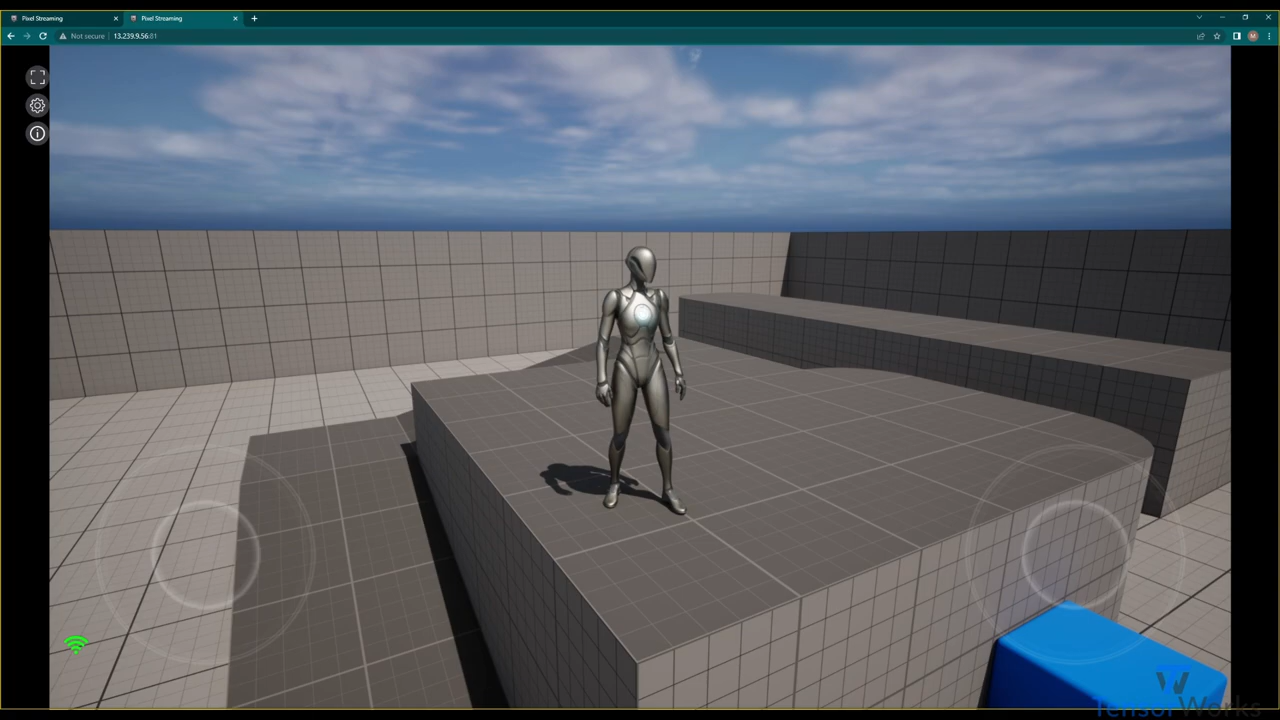 Pixel Streaming
Pixel Streaming
Not secure
13.239.9.56:81
M
TensorWorks